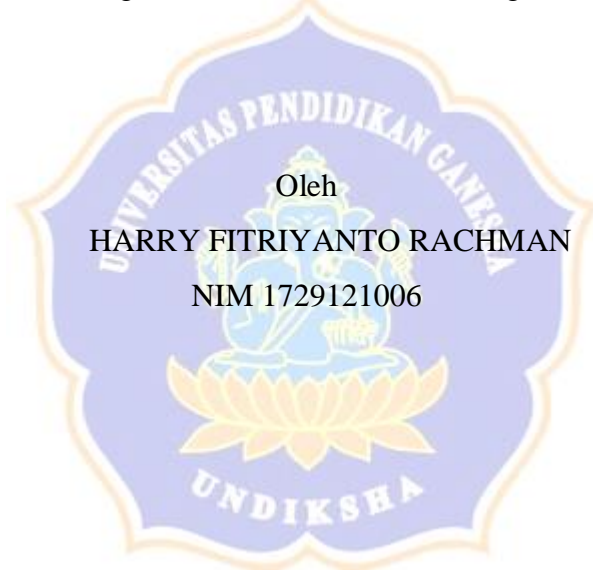 UNIVERSITAS PENDIDIKAN GANESHA
Oleh
HARRY FITRIYANTO RACHMAN
NIM 1729121006
UNDIKSHA